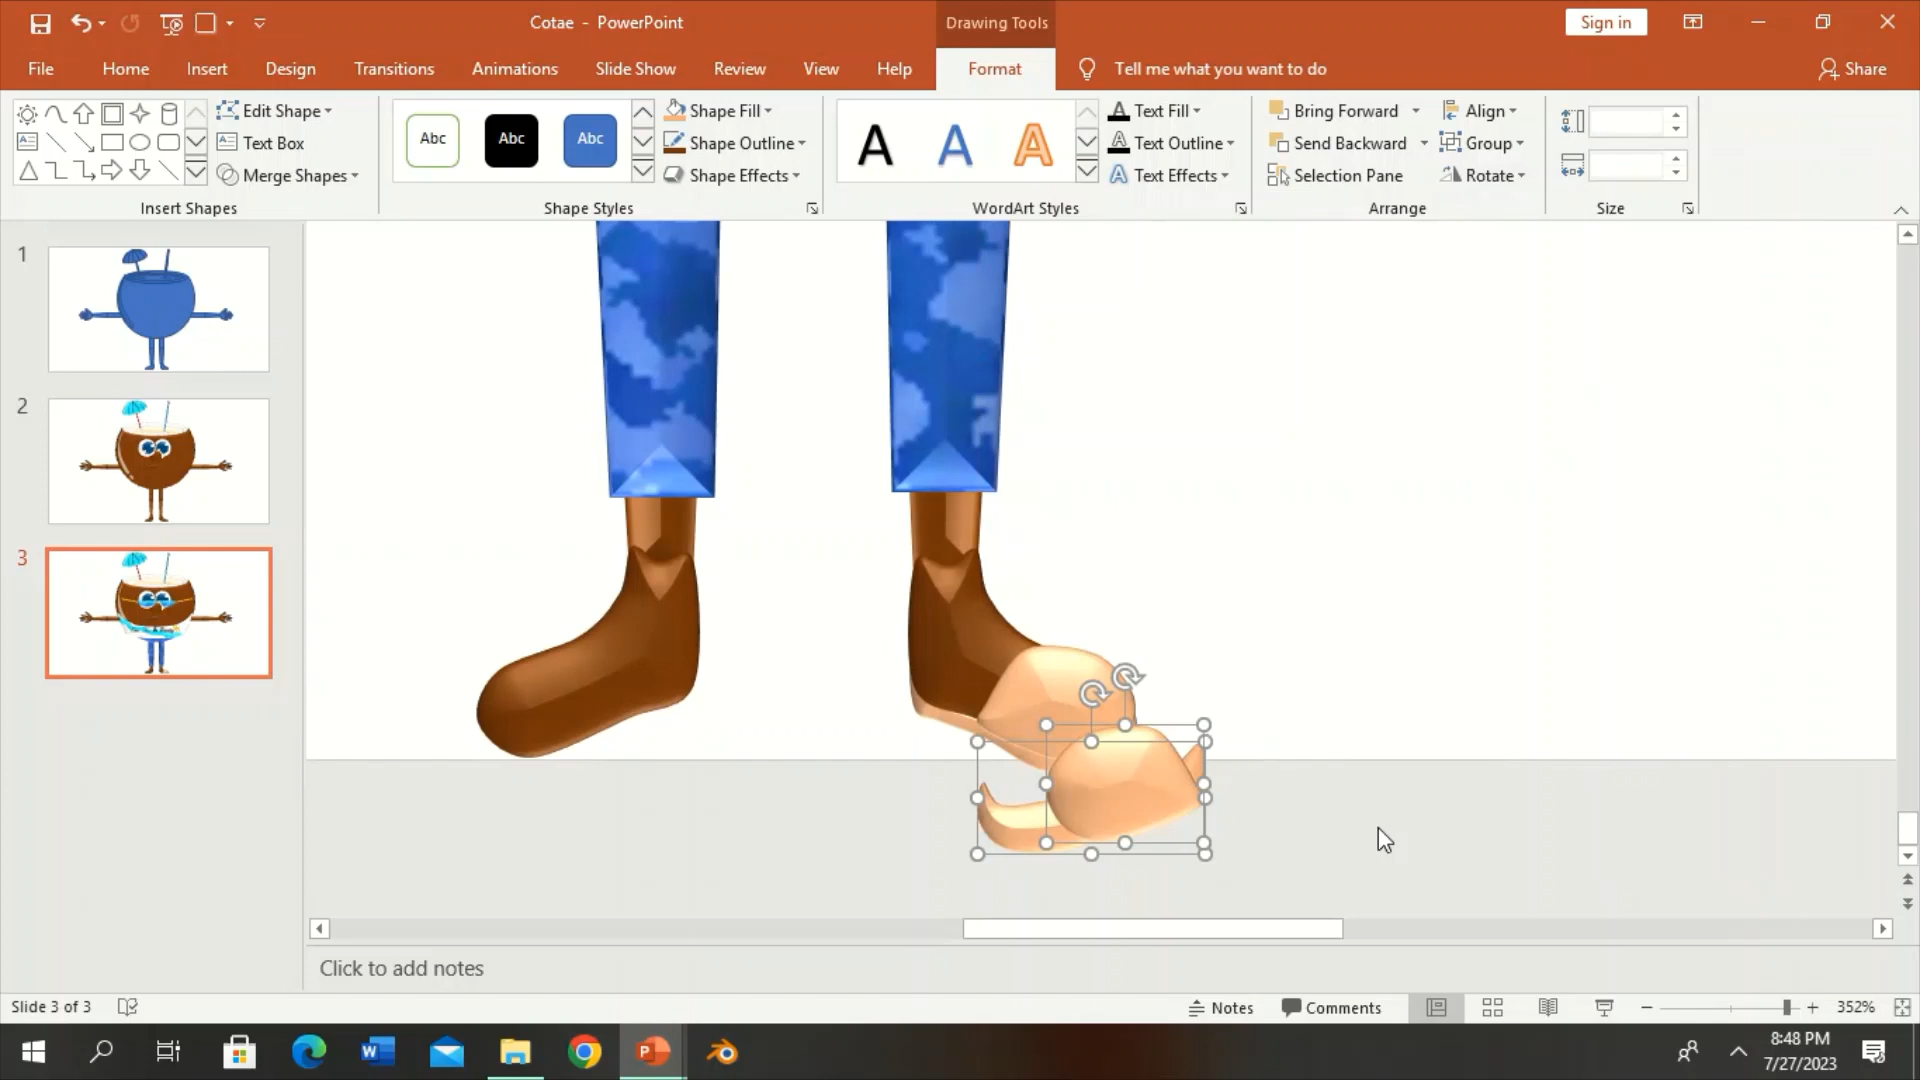 Cotae - PowerPoint
Drawing Tools
Sign in
File
Home
Insert
Design
Transitions
Animations
Slide Show
Review
View
Help
Format
Tell me what you want to do
Share
Edit Shape
Text Box
Merge Shapes
Insert Shapes
Abc
Abc
Abc
Shape Fill
Shape Outline
Shape Effects
Shape Styles
A
A
A
Text Fill
Text Outline
Text Effects
WordArt Styles
Bring Forward
Send Backward
Selection Pane
Align
Group
Rotate
Arrange
Size
1
2
3
Click to add notes
Slide 3 of 3
Notes
Comments
352%
8:48 PM
7/27/2023